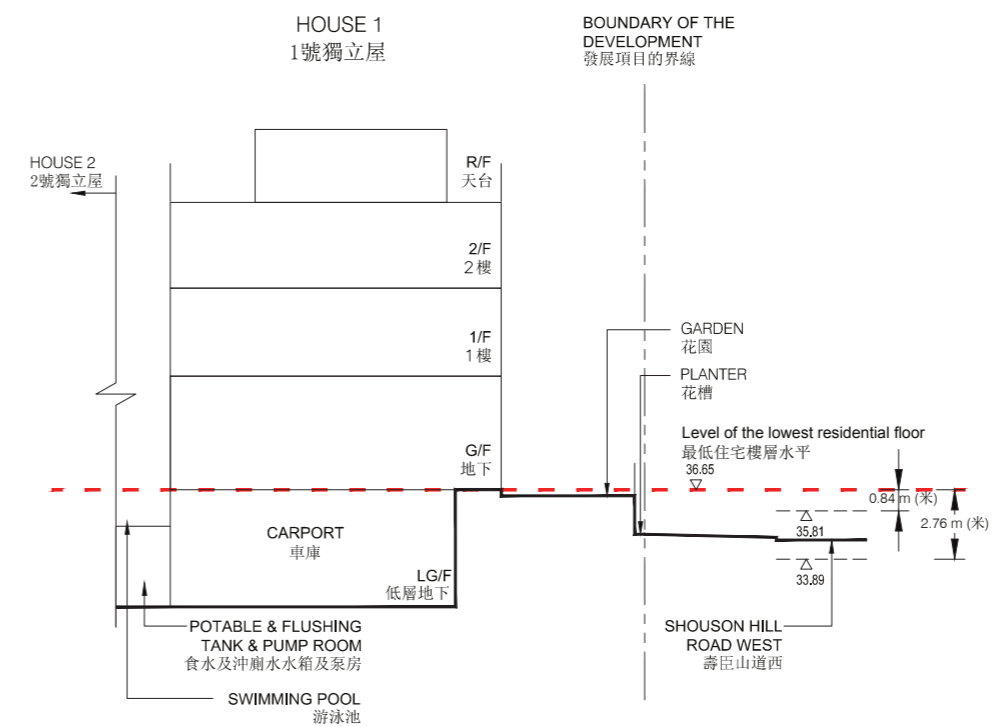 HOUSE 1
1號獨立屋
BOUNDARY OF THE
DEVELOPMENT
發展項目的界線
HOUSE 2
2號獨立屋
R/F
天台
2/F
2樓
1/F
1樓
G/F
地下
GARDEN
花園
PLANTER
花槽
Level of the lowest residential floor
最低住宅樓層水平
36.65
0.84 m (米)
2.76 m (米)
35.81
33.89
CARPORT
車庫
LG/F
低層地下
POTABLE & FLUSHING
TANK & PUMP ROOM
食水及沖廁水水箱及泵房
SHOUSON HILL
ROAD WEST
壽臣山道西
SWIMMING POOL
游泳池